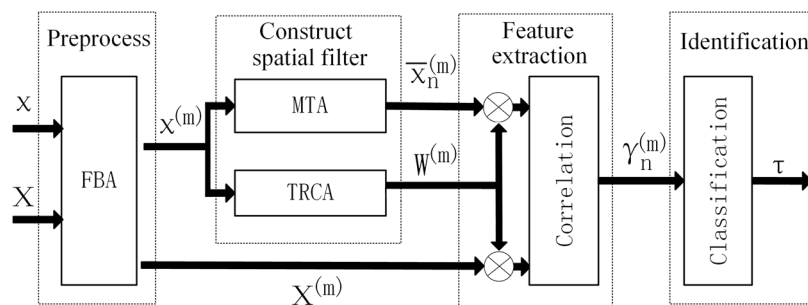 Preprocess
Construct
spatial filter
Feature
extraction
Identification
x
X
FBA
x^(m)
MTA
TRCA
x̅_n^(m)
W^(m)
X^(m)
Correlation
γ_n^(m)
Classification
τ